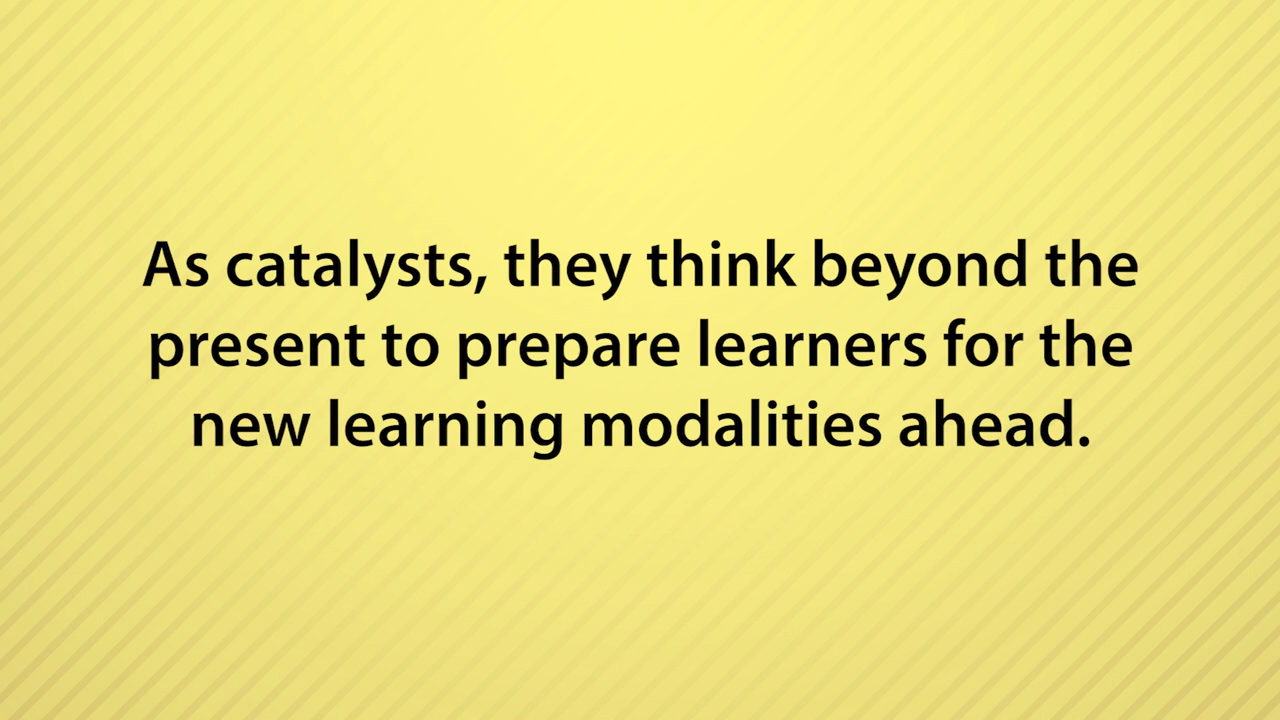 As catalysts, they think beyond the
present to prepare learners for the
new learning modalities ahead.